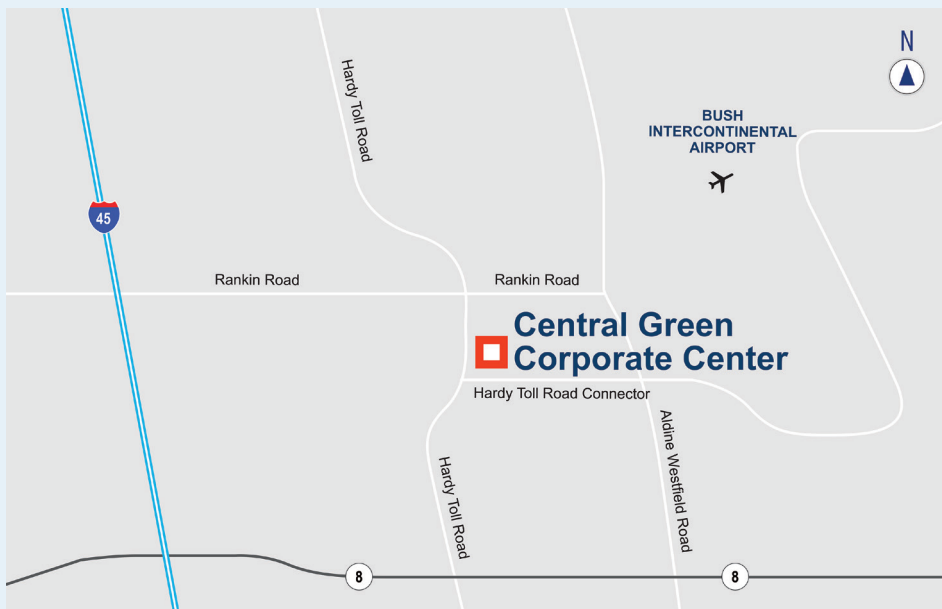 N
Hardy Toll Road
BUSH
INTERCONTINENTAL
AIRPORT
45
Rankin Road
Rankin Road
Central Green
Corporate Center
Hardy Toll Road Connector
Aldine Westfield Road
Hardy Toll Road
8
8